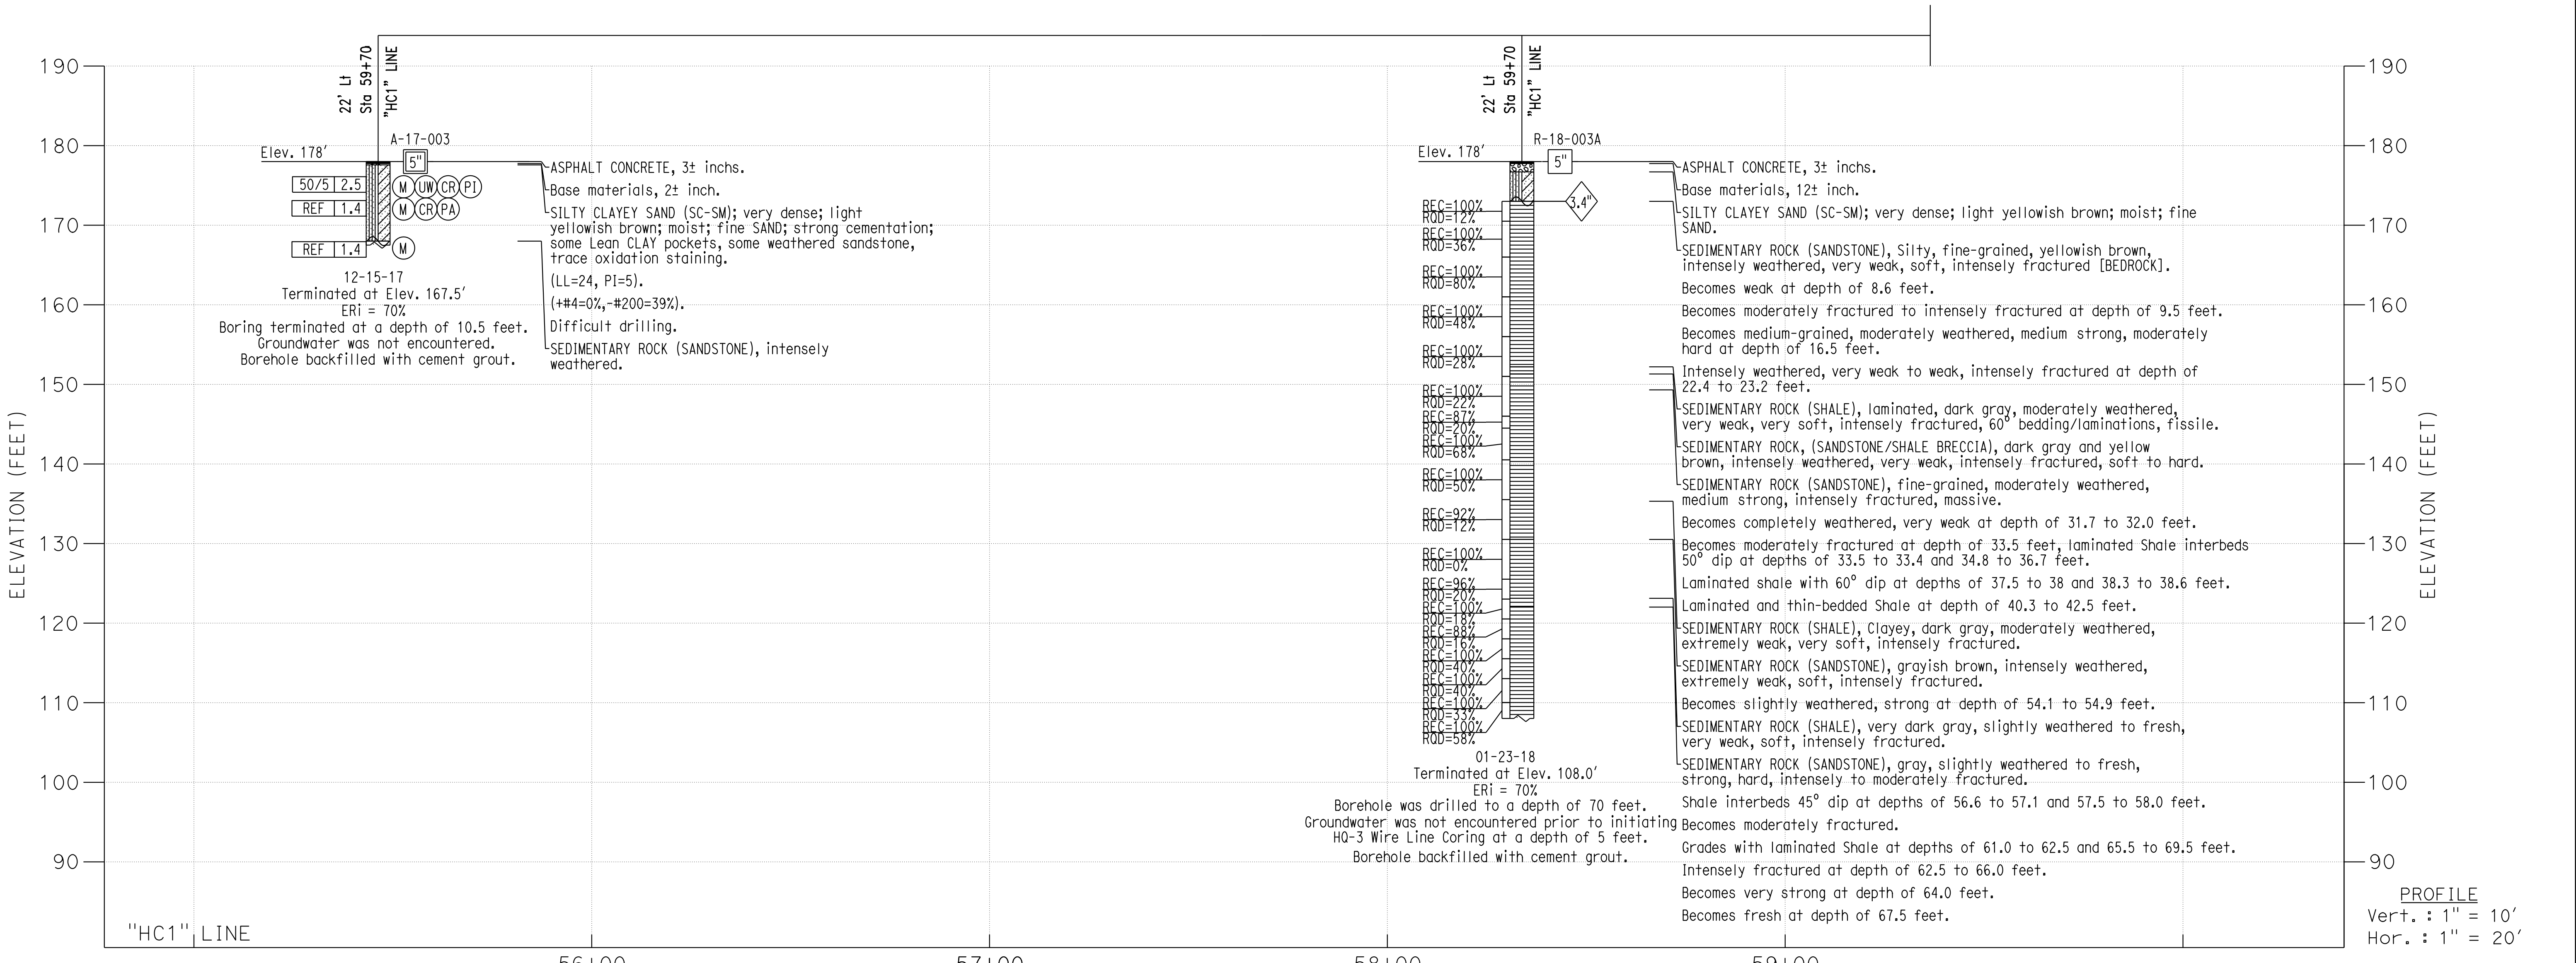 190
180
170
160
150
140
130
120
110
100
90
ELEVATION (FEET)
22' Lt
Sta 59+70
"HC1" LINE
A-17-003
Elev. 178'
5"
50/5 2.5
M UW CR PI
REF 1.4
M CR PA
REF 1.4
M
12-15-17
Terminated at Elev. 167.5'
ERi = 70%
Boring terminated at a depth of 10.5 feet.
Groundwater was not encountered.
Borehole backfilled with cement grout.
ASPHALT CONCRETE, 3± inchs.
Base materials, 2± inch.
SILTY CLAYEY SAND (SC-SM); very dense; light
yellowish brown; moist; fine SAND; strong cementation;
some Lean CLAY pockets, some weathered sandstone,
trace oxidation staining.
(LL=24, PI=5).
(+#4=0%,-#200=39%).
Difficult drilling.
SEDIMENTARY ROCK (SANDSTONE), intensely
weathered.
22' Lt
Sta 59+70
"HC1" LINE
R-18-003A
Elev. 178'
5"
3.4"
REC=100%
RQD=12%
REC=100%
RQD=36%
REC=100%
RQD=80%
REC=100%
RQD=48%
REC=100%
RQD=28%
REC=100%
RQD=22%
REC=87%
RQD=20%
REC=100%
RQD=68%
REC=100%
RQD=50%
REC=92%
RQD=12%
REC=100%
RQD=0%
REC=96%
RQD=20%
REC=100%
RQD=18%
REC=88%
RQD=16%
REC=100%
RQD=40%
REC=100%
RQD=40%
REC=100%
RQD=33%
REC=100%
RQD=58%
01-23-18
Terminated at Elev. 108.0'
ERi = 70%
Borehole was drilled to a depth of 70 feet.
Groundwater was not encountered prior to initiating
HQ-3 Wire Line Coring at a depth of 5 feet.
Borehole backfilled with cement grout.
ASPHALT CONCRETE, 3± inchs.
Base materials, 12± inch.
SILTY CLAYEY SAND (SC-SM); very dense; light yellowish brown; moist; fine
SAND.
SEDIMENTARY ROCK (SANDSTONE), Silty, fine-grained, yellowish brown,
intensely weathered, very weak, soft, intensely fractured [BEDROCK].
Becomes weak at depth of 8.6 feet.
Becomes moderately fractured to intensely fractured at depth of 9.5 feet.
Becomes medium-grained, moderately weathered, medium strong, moderately
hard at depth of 16.5 feet.
Intensely weathered, very weak to weak, intensely fractured at depth of
22.4 to 23.2 feet.
SEDIMENTARY ROCK (SHALE), laminated, dark gray, moderately weathered,
very weak, very soft, intensely fractured, 60° bedding/laminations, fissile.
SEDIMENTARY ROCK, (SANDSTONE/SHALE BRECCIA), dark gray and yellow
brown, intensely weathered, very weak, intensely fractured, soft to hard.
SEDIMENTARY ROCK (SANDSTONE), fine-grained, moderately weathered,
medium strong, intensely fractured, massive.
Becomes completely weathered, very weak at depth of 31.7 to 32.0 feet.
Becomes moderately fractured at depth of 33.5 feet, laminated Shale interbeds
50° dip at depths of 33.5 to 33.4 and 34.8 to 36.7 feet.
Laminated shale with 60° dip at depths of 37.5 to 38 and 38.3 to 38.6 feet.
Laminated and thin-bedded Shale at depth of 40.3 to 42.5 feet.
SEDIMENTARY ROCK (SHALE), Clayey, dark gray, moderately weathered,
extremely weak, very soft, intensely fractured.
SEDIMENTARY ROCK (SANDSTONE), grayish brown, intensely weathered,
extremely weak, soft, intensely fractured.
Becomes slightly weathered, strong at depth of 54.1 to 54.9 feet.
SEDIMENTARY ROCK (SHALE), very dark gray, slightly weathered to fresh,
very weak, soft, intensely fractured.
SEDIMENTARY ROCK (SANDSTONE), gray, slightly weathered to fresh,
strong, hard, intensely to moderately fractured.
Shale interbeds 45° dip at depths of 56.6 to 57.1 and 57.5 to 58.0 feet.
Becomes moderately fractured.
Grades with laminated Shale at depths of 61.0 to 62.5 and 65.5 to 69.5 feet.
Intensely fractured at depth of 62.5 to 66.0 feet.
Becomes very strong at depth of 64.0 feet.
Becomes fresh at depth of 67.5 feet.
190
180
170
160
150
140
130
120
110
100
90
ELEVATION (FEET)
PROFILE
Vert. : 1" = 10'
Hor. : 1" = 20'
"HC1" LINE
56+00
57+00
58+00
59+00